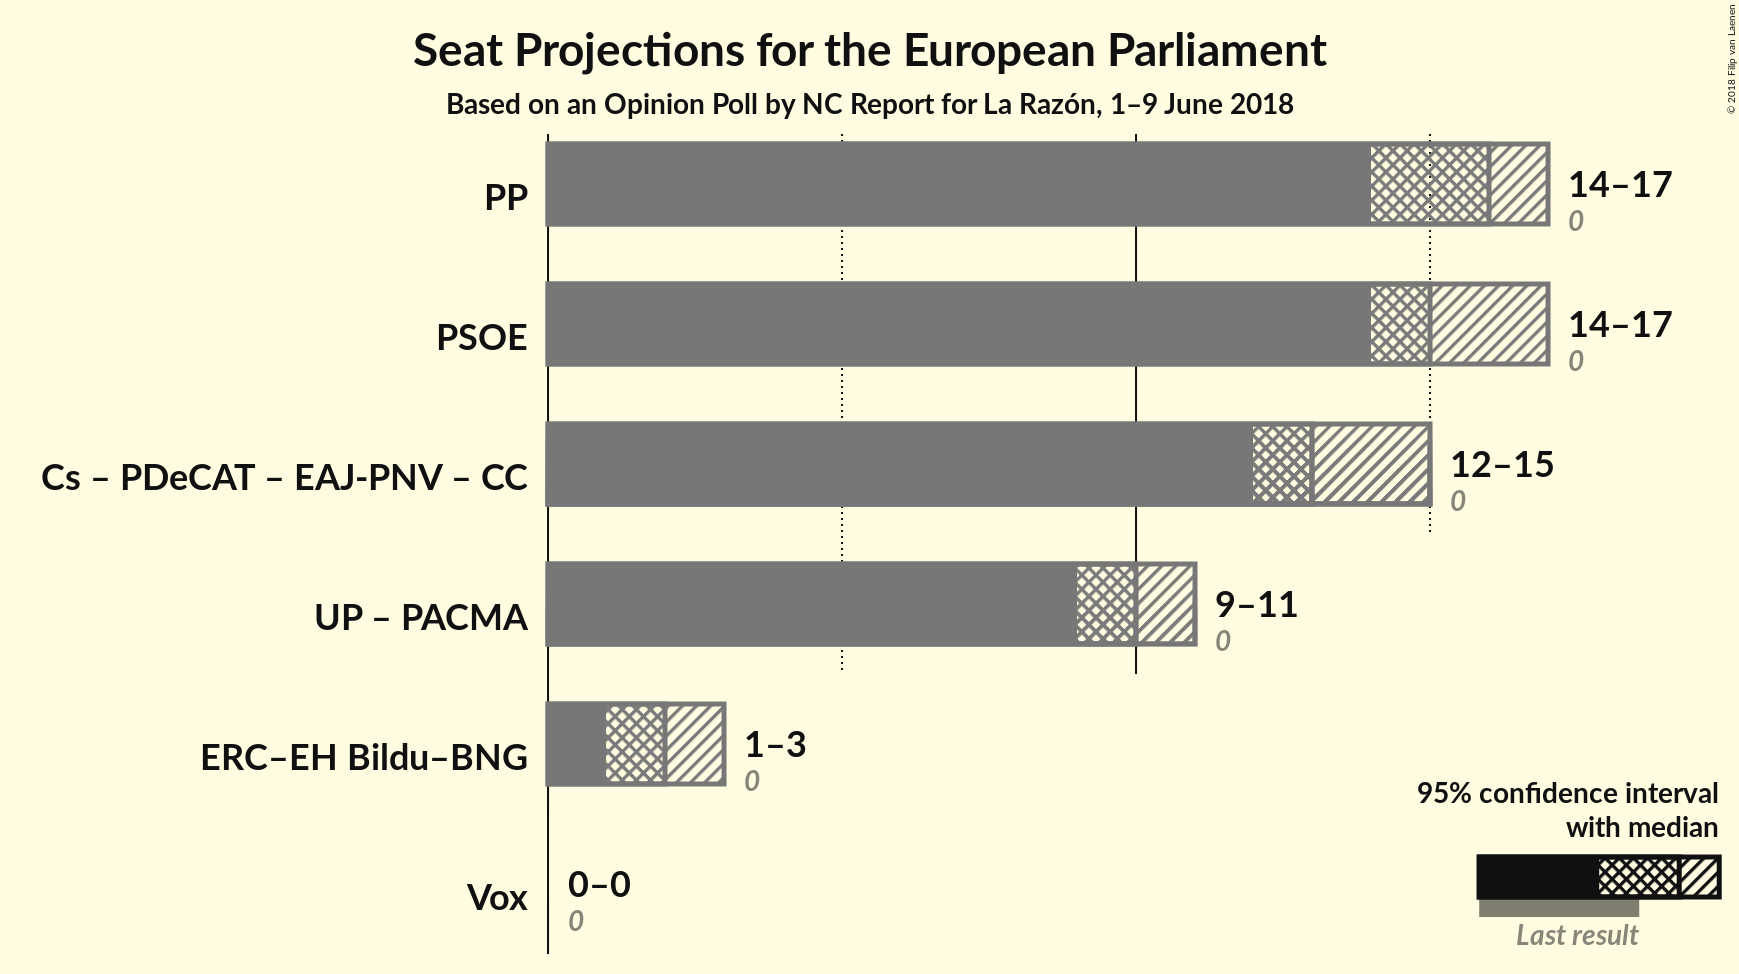 Seat Projections for the European Parliament
Based on an Opinion Poll by NC Report for La Razón, 1–9 June 2018
© 2018 Filip van Laenen
PP
14–17
0
PSOE
14–17
0
Cs – PDeCAT – EAJ-PNV – CC
12–15
0
UP – PACMA
9–11
0
ERC–EH Bildu–BNG
1–3
0
Vox
0–0
0
95% confidence interval
with median
Last result